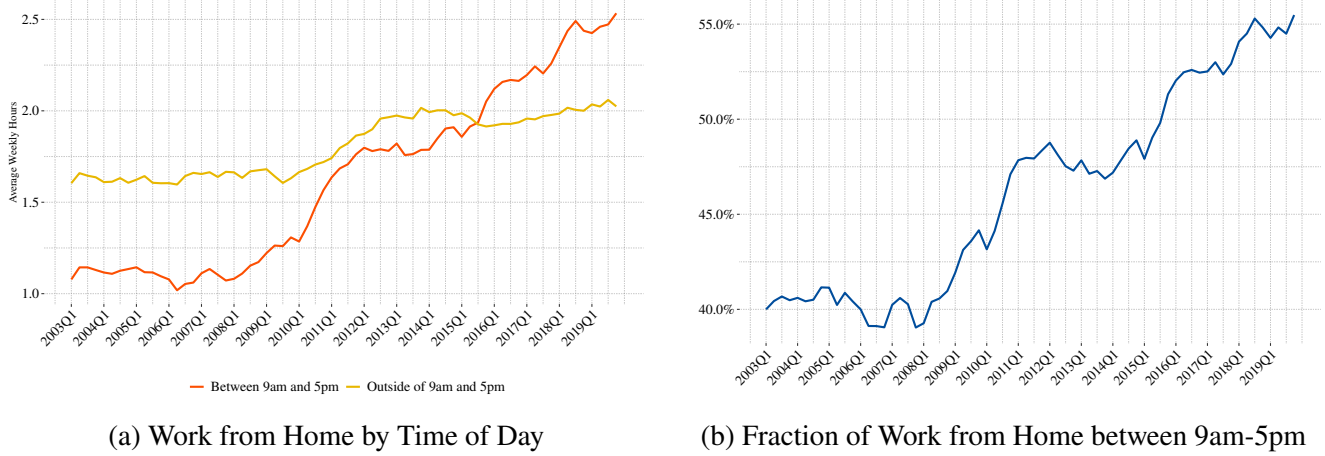 2.5
2.0
1.5
1.0
Average Weekly Hours
2003Q1
2004Q1
2005Q1
2006Q1
2007Q1
2008Q1
2009Q1
2010Q1
2011Q1
2012Q1
2013Q1
2014Q1
2015Q1
2016Q1
2017Q1
2018Q1
2019Q1
Between 9am and 5pm Outside of 9am and 5pm
(a) Work from Home by Time of Day
55.0%
50.0%
45.0%
40.0%
2003Q1
2004Q1
2005Q1
2006Q1
2007Q1
2008Q1
2009Q1
2010Q1
2011Q1
2012Q1
2013Q1
2014Q1
2015Q1
2016Q1
2017Q1
2018Q1
2019Q1
(b) Fraction of Work from Home between 9am-5pm